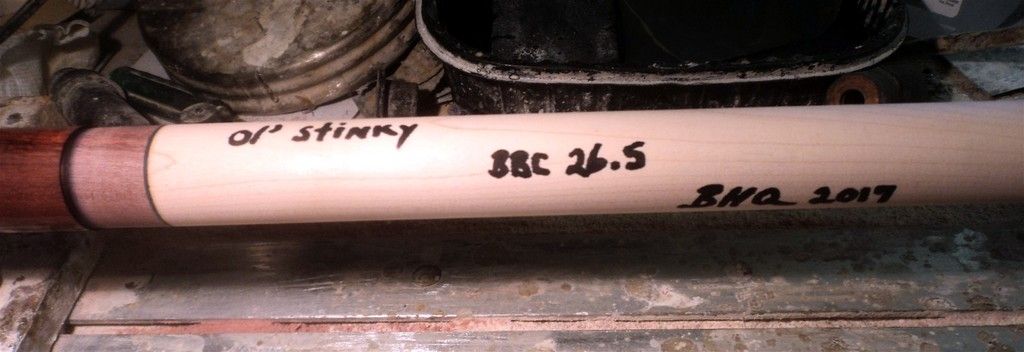 Ol' Stinky
BBC 26.5
BHQ 2017